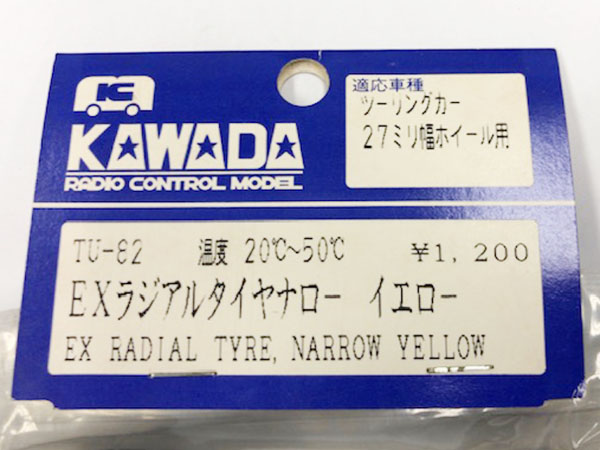 KC
KAWADA
RADIO CONTROL MODEL
適応車種
ツーリングカー
27ミリ幅ホイール用
TU-82 温度 20℃~50℃ ¥1,200
EXラジアルタイヤナロー イエロー
EX RADIAL TYRE, NARROW YELLOW